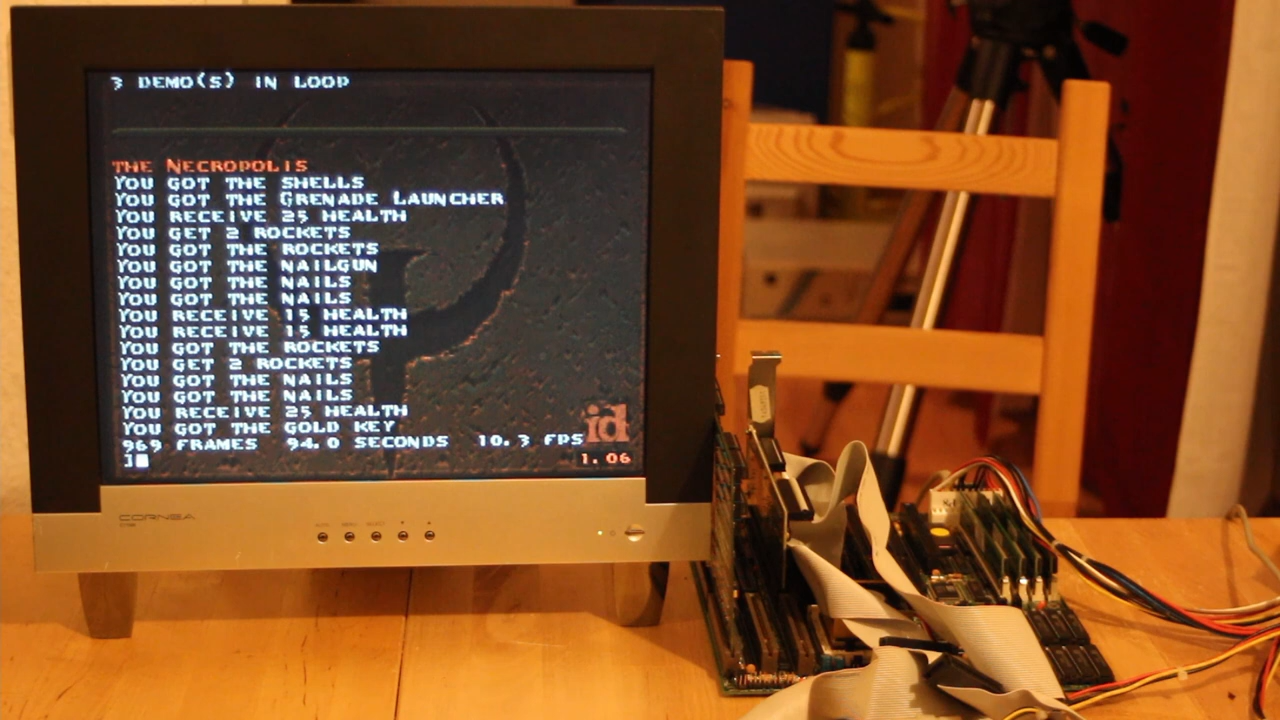 3 DEMO(S) IN LOOP
THE NECROPOLIS
YOU GOT THE SHELLS
YOU GOT THE GRENADE LAUNCHER
YOU RECEIVE 25 HEALTH
YOU GET 2 ROCKETS
YOU GOT THE ROCKETS
YOU GOT THE NAILGUN
YOU GOT THE NAILS
YOU GOT THE NAILS
YOU RECEIVE 15 HEALTH
YOU RECEIVE 15 HEALTH
YOU GOT THE ROCKETS
YOU GET 2 ROCKETS
YOU GOT THE NAILS
YOU GOT THE NAILS
YOU RECEIVE 25 HEALTH
YOU GOT THE GOLD KEY
969 FRAMES 94.0 SECONDS 10.3 FPS
id
]
1.06
CORNEA
AUTO MENU SELECT